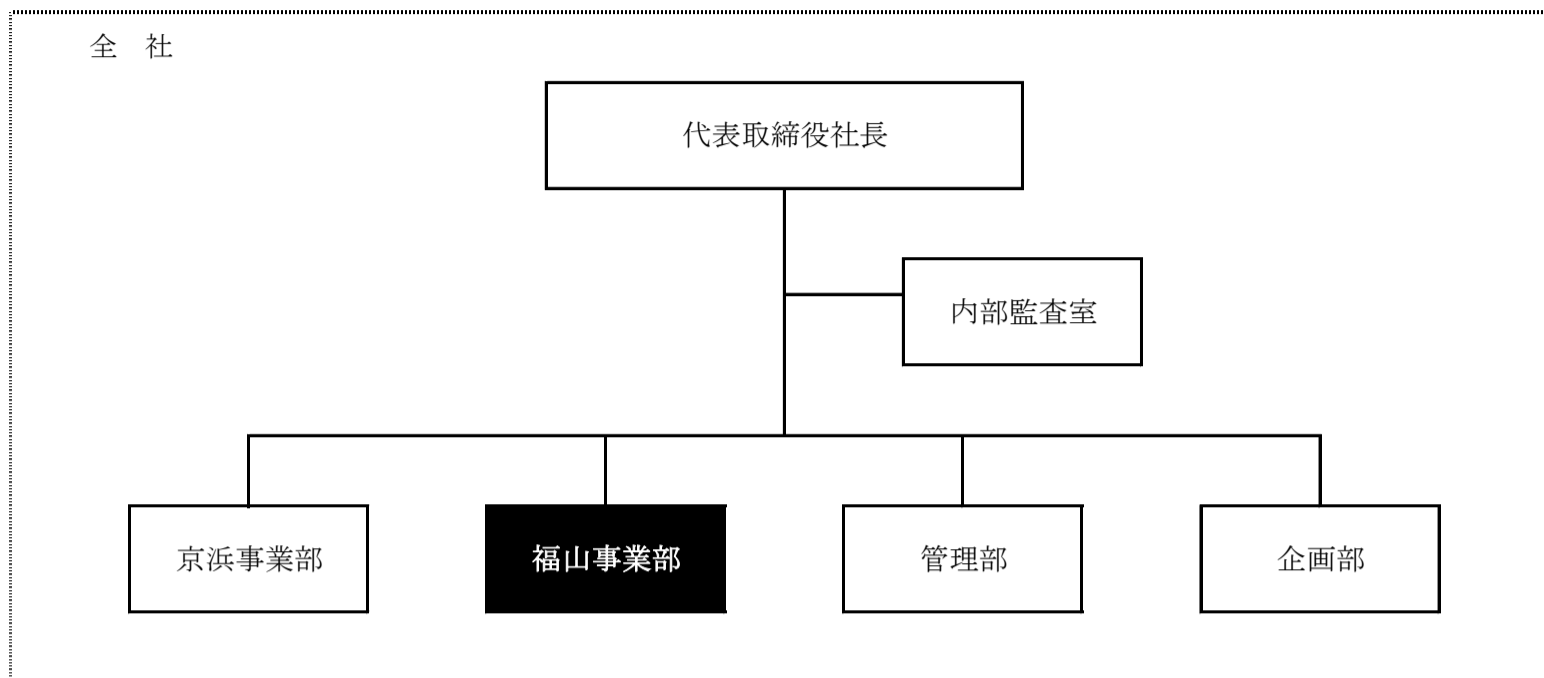 全 社
代表取締役社長
内部監査室
京浜事業部
福山事業部
管理部
企画部